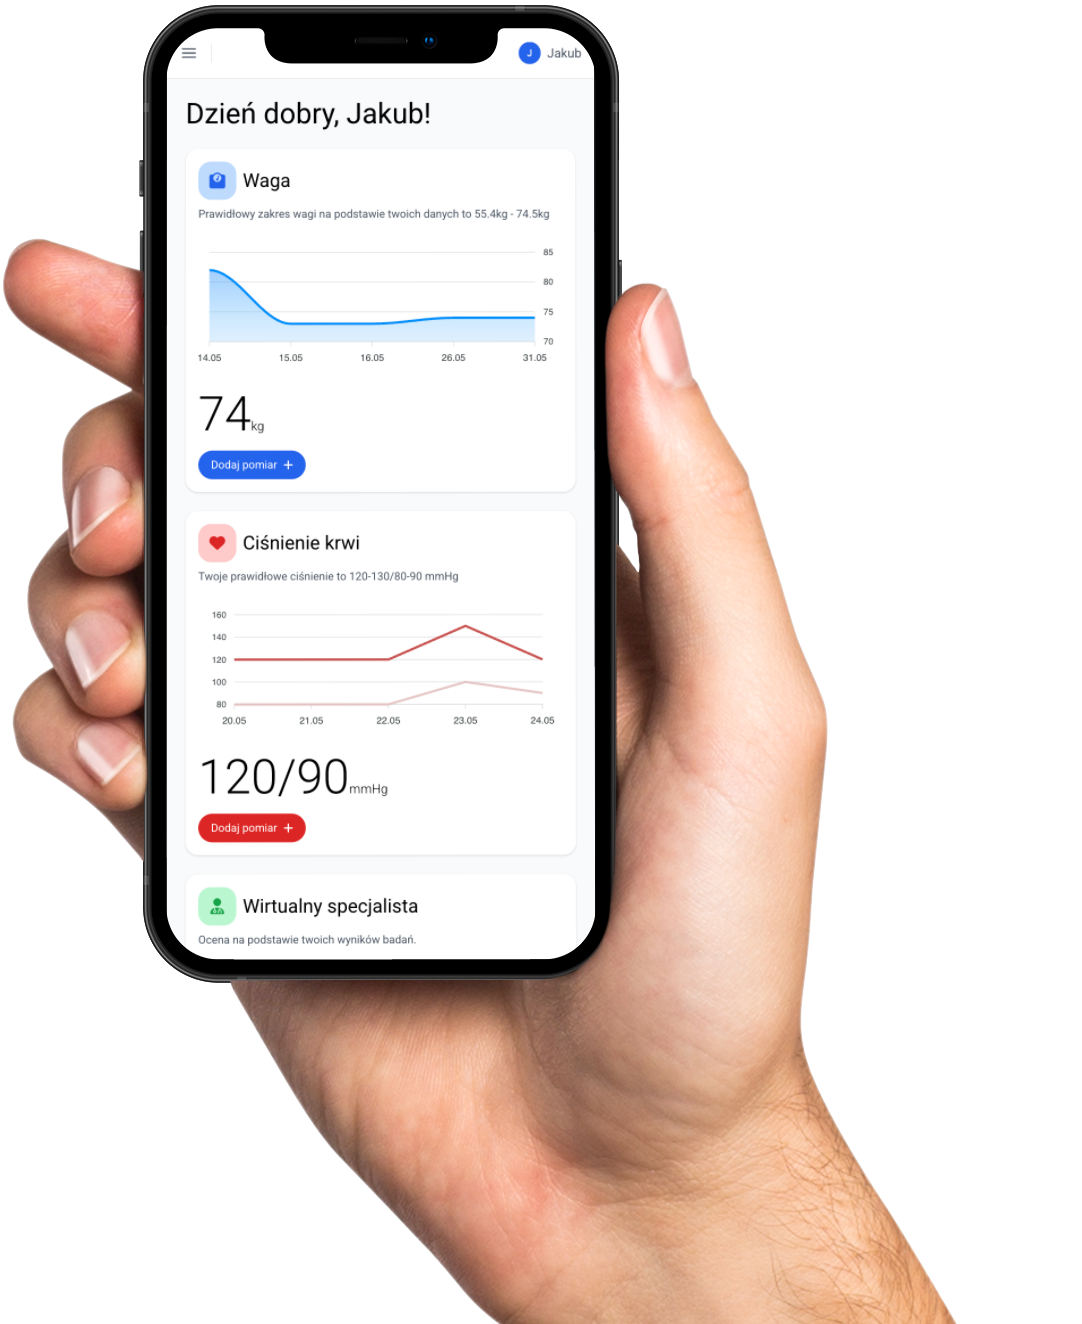 J Jakub
Dzień dobry, Jakub!
Waga
Prawidłowy zakres wagi na podstawie twoich danych to 55.4kg - 74.5kg
85
80
75
70
14.05 15.05 16.05 26.05 31.05
74kg
Dodaj pomiar +
Ciśnienie krwi
Twoje prawidłowe ciśnienie to 120-130/80-90 mmHg
160
140
120
100
80
20.05 21.05 22.05 23.05 24.05
120/90mmHg
Dodaj pomiar +
Wirtualny specjalista
Ocena na podstawie twoich wyników badań.